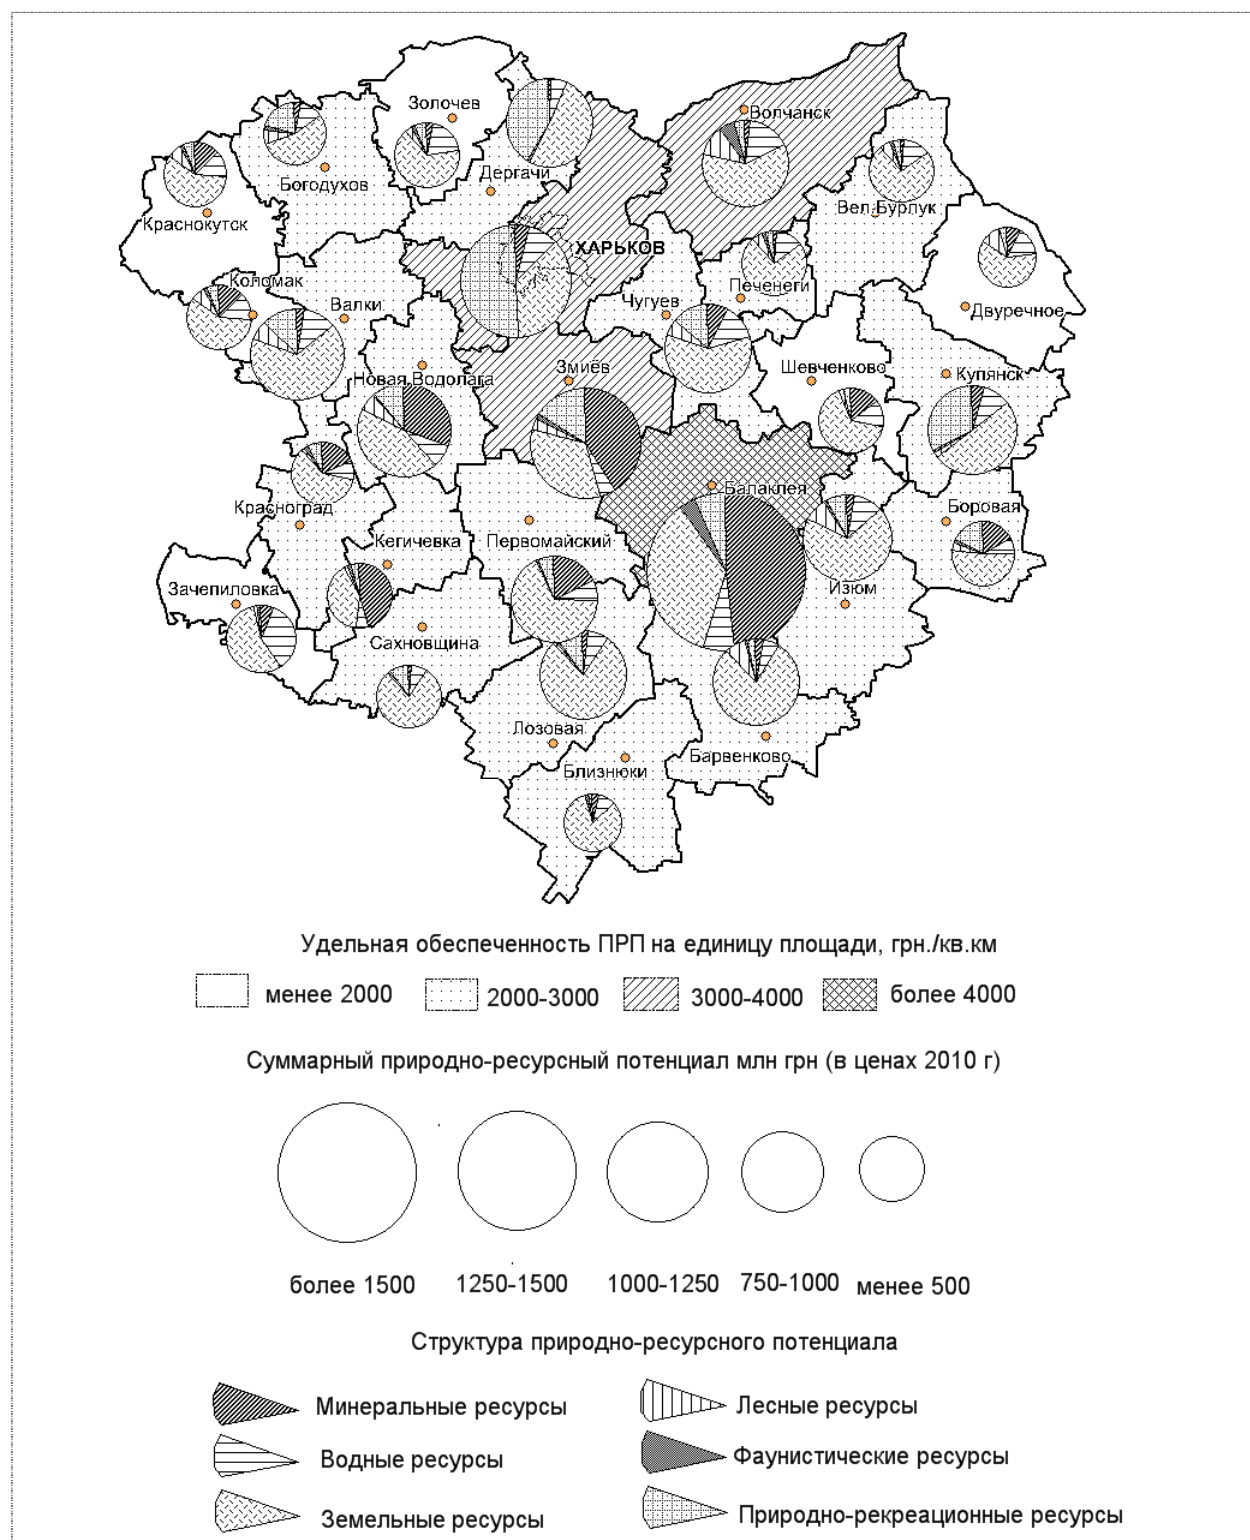 Золочев
Волчанск
Дергачи
Богодухов
Вел.Бурлук
Краснокутск
ХАРЬКОВ
Коломак
Печенеги
Чугуев
Валки
Двуречное
Змиёв
Шевченково
Новая Водолага
Купянск
Балаклея
Красноград
Боровая
Кегичевка
Первомайский
Зачепиловка
Изюм
Сахновщина
Лозовая
Барвенково
Близнюки
Удельная обеспеченность ПРП на единицу площади, грн./кв.км
менее 2000 2000-3000 3000-4000 более 4000
Суммарный природно-ресурсный потенциал млн грн (в ценах 2010 г)
более 1500 1250-1500 1000-1250 750-1000 менее 500
Структура природно-ресурсного потенциала
Минеральные ресурсы Лесные ресурсы
Водные ресурсы Фаунистические ресурсы
Земельные ресурсы Природно-рекреационные ресурсы